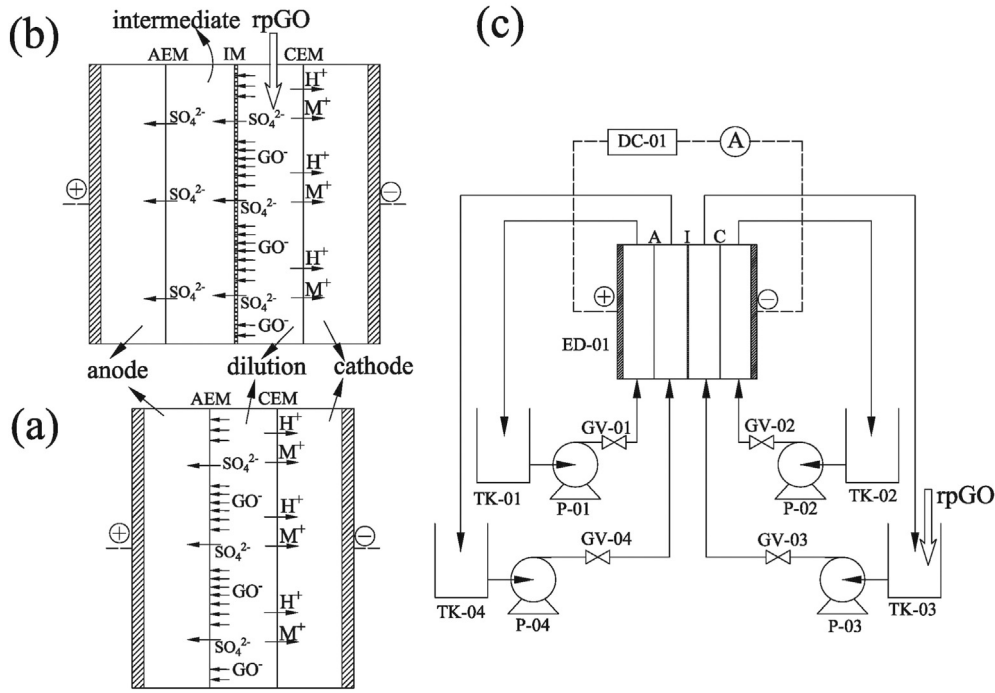 (b)
intermediate rpGO
AEM IM CEM
H⁺
SO₄²⁻ SO₄²⁻ M⁺
GO⁻
H⁺
SO₄²⁻ SO₄²⁻ M⁺
GO⁻
H⁺
SO₄²⁻ SO₄²⁻ M⁺
GO⁻
⊕ ⊖
anode dilution cathode
(a)
AEM CEM
H⁺
SO₄²⁻ M⁺
GO⁻
H⁺
SO₄²⁻ M⁺
GO⁻
H⁺
SO₄²⁻ M⁺
GO⁻
⊕ ⊖
(c)
DC-01 A
A I C
⊕ ⊖
ED-01
GV-01 GV-02
TK-01 P-01 P-02 TK-02
rpGO
GV-04 GV-03
TK-04 P-04 P-03 TK-03